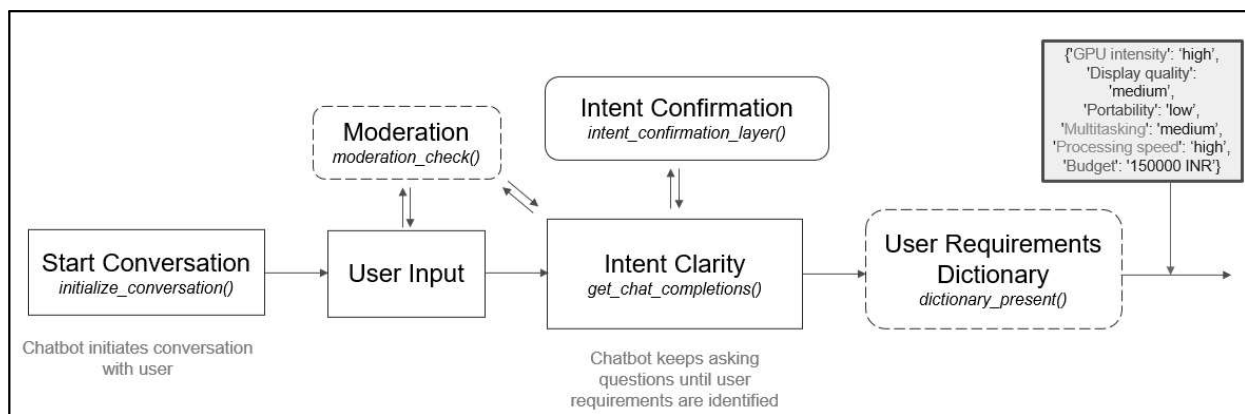 {'GPU intensity': 'high',
'Display quality':
'medium',
'Portability': 'low',
'Multitasking': 'medium',
'Processing speed': 'high',
'Budget': '150000 INR'}
Intent Confirmation
intent_confirmation_layer()
Moderation
moderation_check()
Start Conversation
initialize_conversation()
User Input
Intent Clarity
get_chat_completions()
User Requirements
Dictionary
dictionary_present()
Chatbot initiates conversation
with user
Chatbot keeps asking
questions until user
requirements are identified